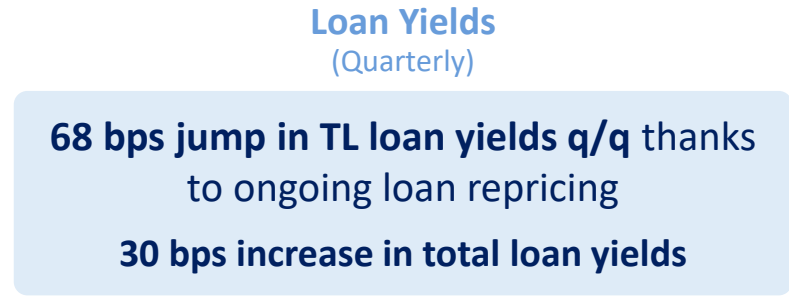 Loan Yields
(Quarterly)
68 bps jump in TL loan yields q/q thanks
to ongoing loan repricing
30 bps increase in total loan yields